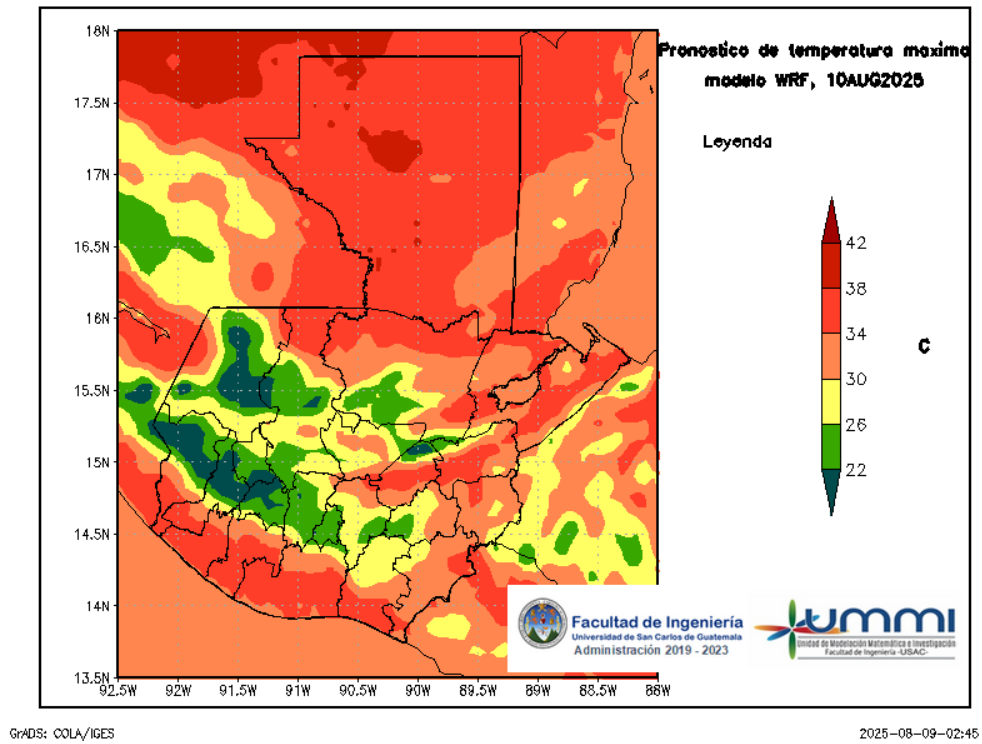 Pronostico de temperatura maxima
modelo WRF, 10AUG2025
Leyenda
18N
17.5N
17N
16.5N
16N
15.5N
15N
14.5N
14N
13.5N
92.5W 92W 91.5W 91W 90.5W 90W 89.5W 89W 88.5W 88W
42
38
34
30
26
22
C
Facultad de Ingeniería
Universidad de San Carlos de Guatemala
Administración 2019 - 2023
ummi
Unidad de Modelación Matemática e Investigación
Facultad de Ingeniería -USAC-
GrADS: COLA/IGES
2025-08-09-02:45